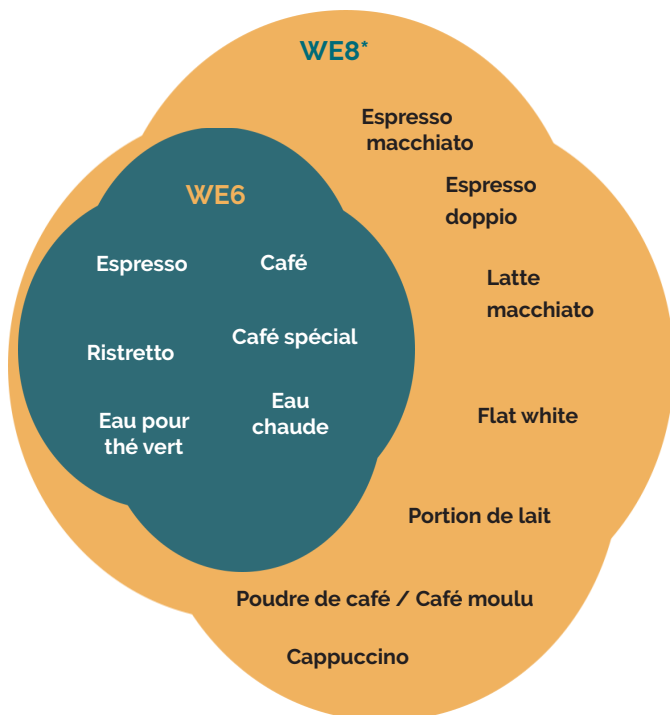 WE8*
Espresso
macchiato
Espresso
doppio
Latte
macchiato
Flat white
Portion de lait
Poudre de café / Café moulu
Cappuccino
WE6
Espresso
Café
Ristretto
Café spécial
Eau pour
thé vert
Eau
chaude